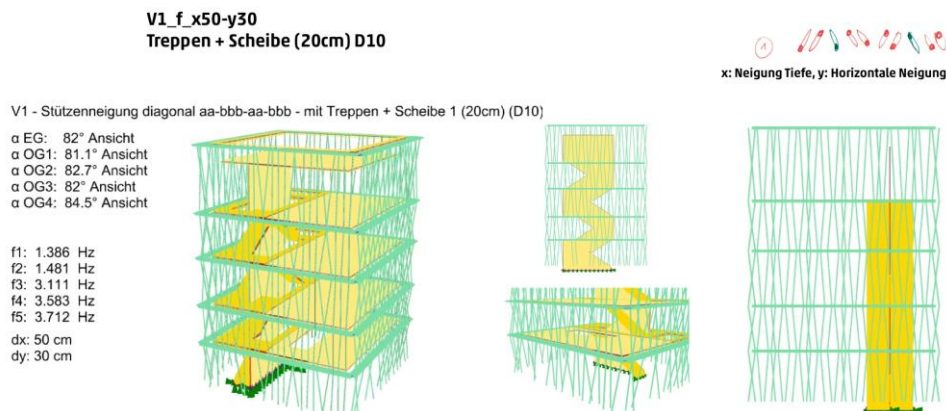 V1_f_x50-y30
Treppen + Scheibe (20cm) D10
1
x: Neigung Tiefe, y: Horizontale Neigung
V1 - Stützenneigung diagonal aa-bbb-aa-bbb - mit Treppen + Scheibe 1 (20cm) (D10)
α EG: 82° Ansicht
α OG1: 81.1° Ansicht
α OG2: 82.7° Ansicht
α OG3: 82° Ansicht
α OG4: 84.5° Ansicht
f1: 1.386 Hz
f2: 1.481 Hz
f3: 3.111 Hz
f4: 3.583 Hz
f5: 3.712 Hz
dx: 50 cm
dy: 30 cm